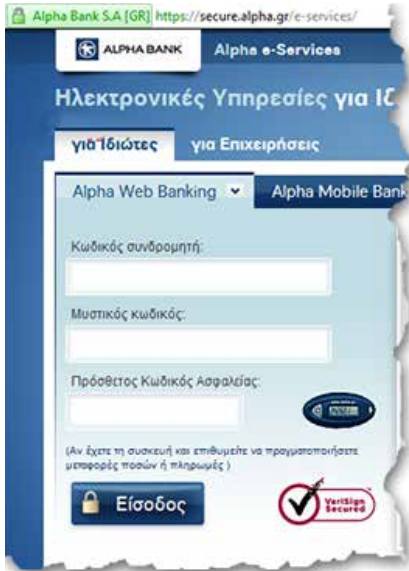 Alpha Bank S.A [GR] https://secure.alpha.gr/e-services/
ALPHA BANK Alpha e-Services
Ηλεκτρονικές Υπηρεσίες για Ιδ
για Ιδιώτες για Επιχειρήσεις
Alpha Web Banking Alpha Mobile Bank
Κωδικός συνδρομητή:
Μυστικός κωδικός:
Πρόσθετος Κωδικός Ασφαλείας:
(Αν έχετε τη συσκευή και επιθυμείτε να πραγματοποιήσετε
μεταφορές ποσών ή πληρωμές )
Είσοδος
VeriSign
Secured